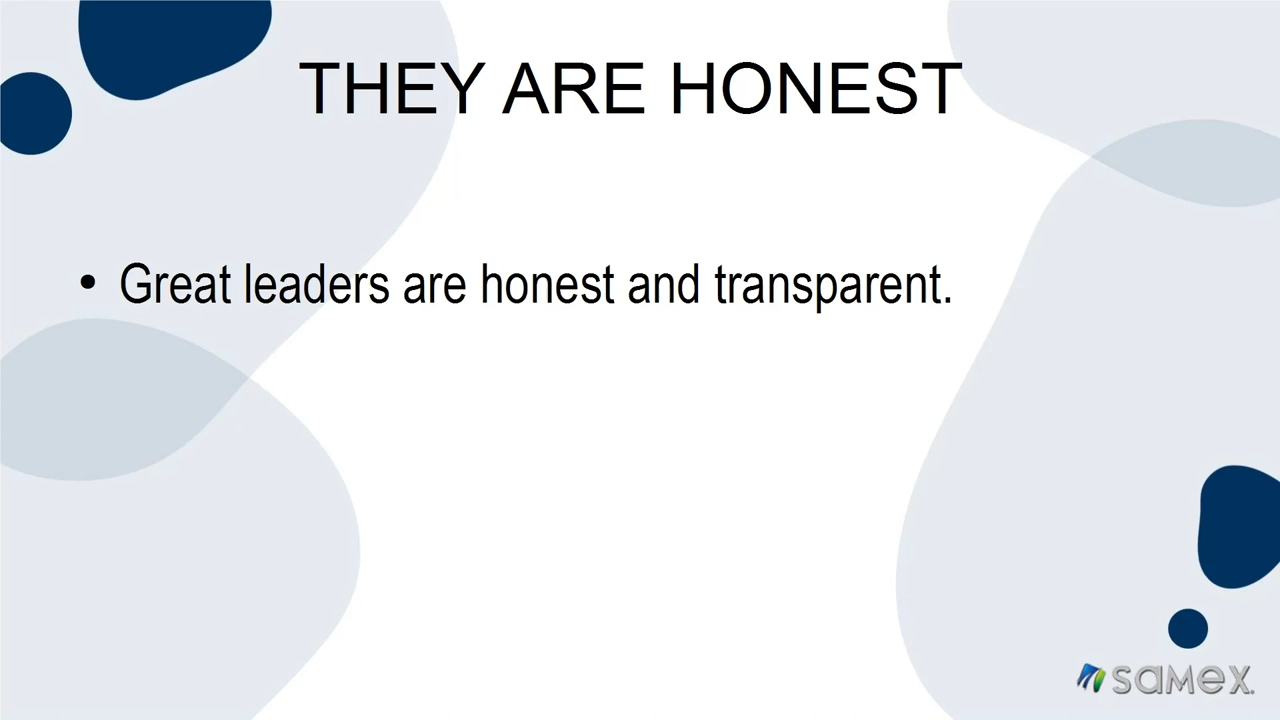 THEY ARE HONEST
• Great leaders are honest and transparent.
samex.